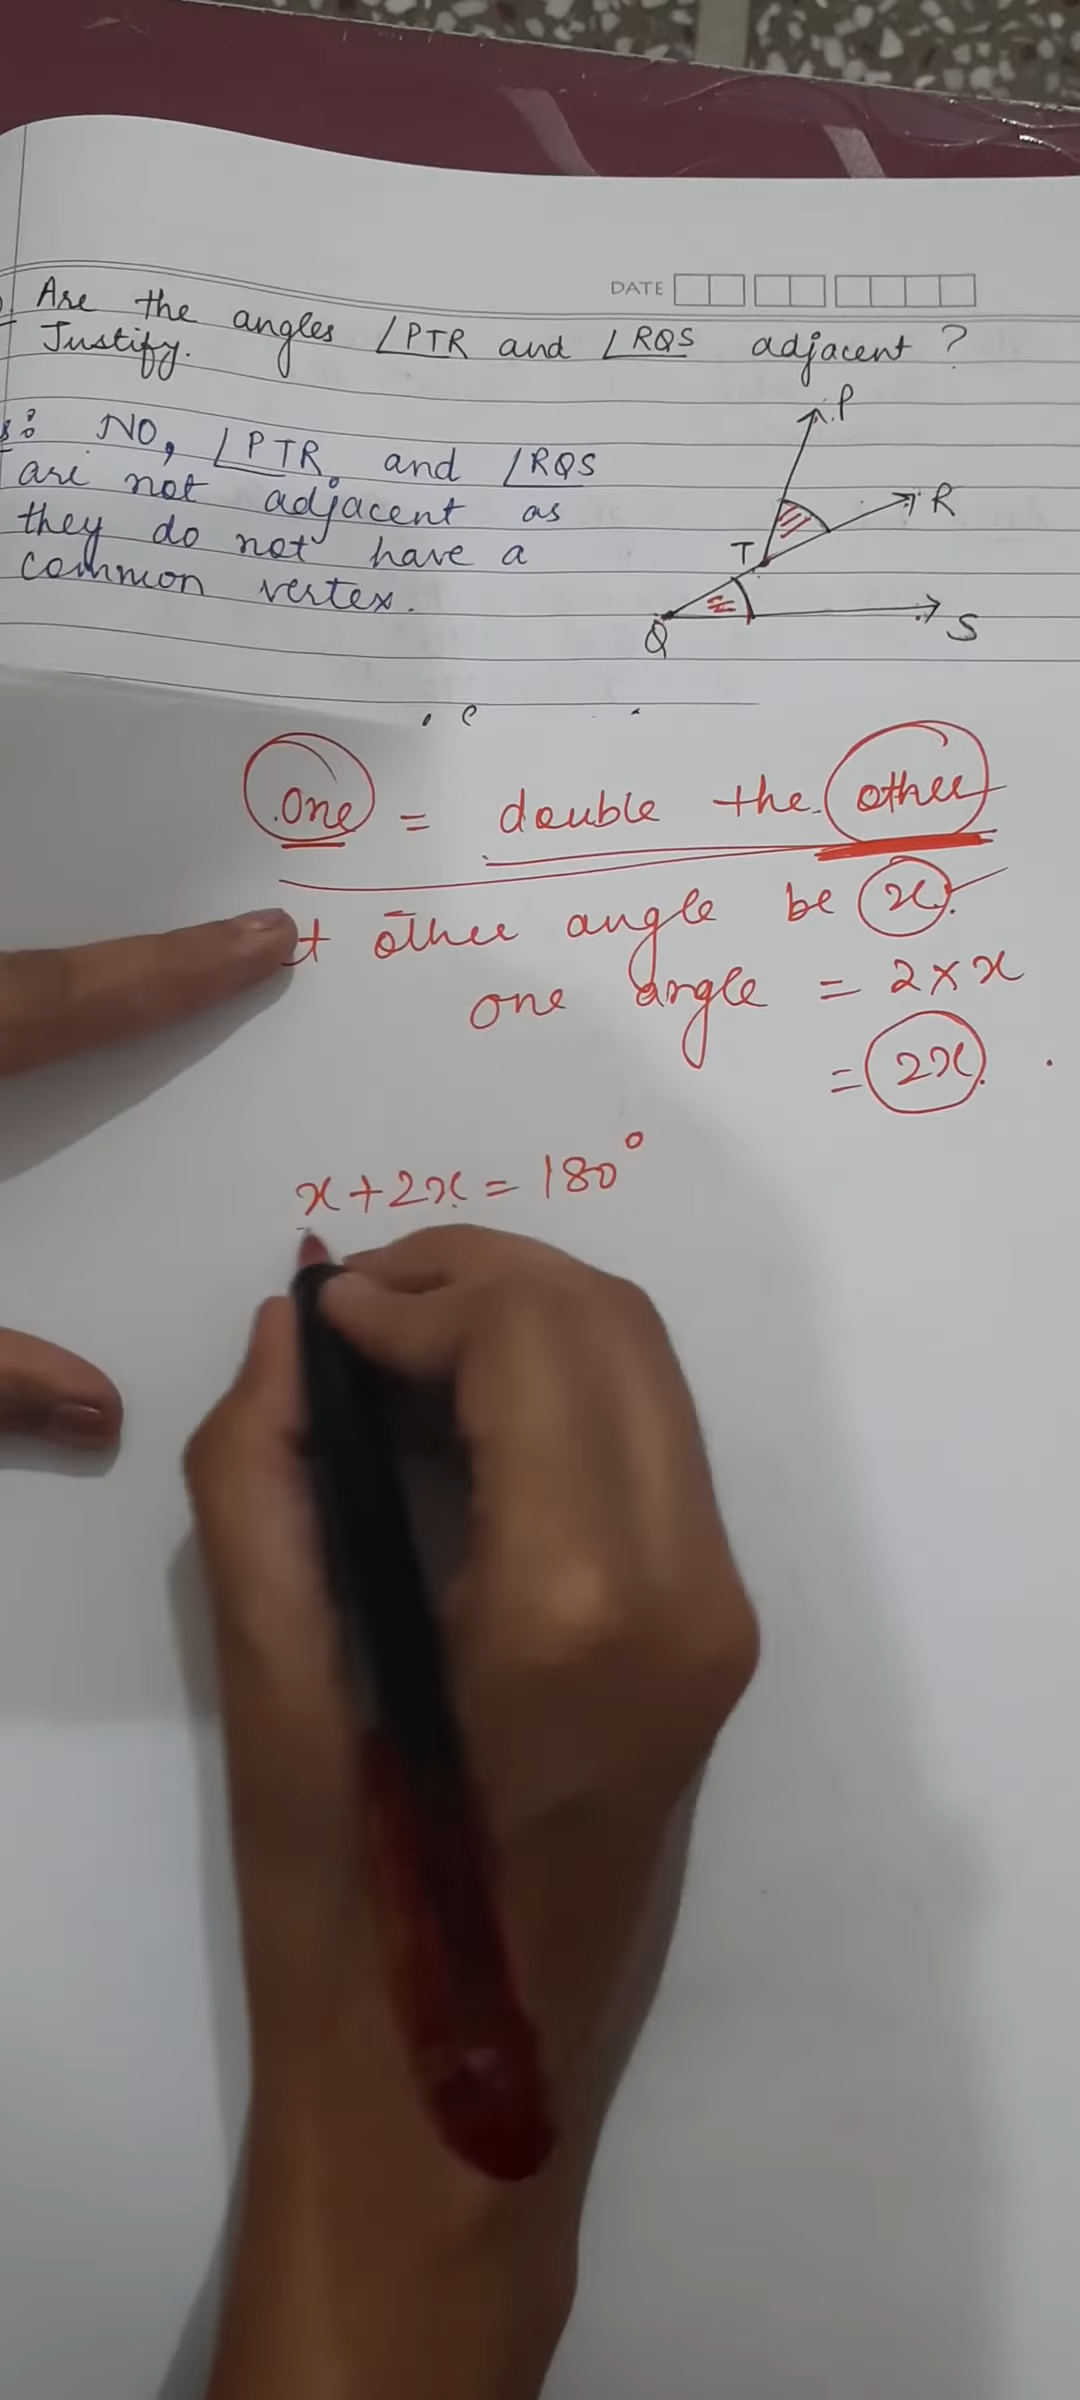 DATE
Are the angles ∠PTR and ∠RQS adjacent ?
Justify.
NO, ∠PTR and ∠RQS
are not adjacent as
they do not have a
common vertex.
P
R
T
Q
S
One = double the other
other angle be x.
one angle = 2×x
= 2x.
x+2x = 180°